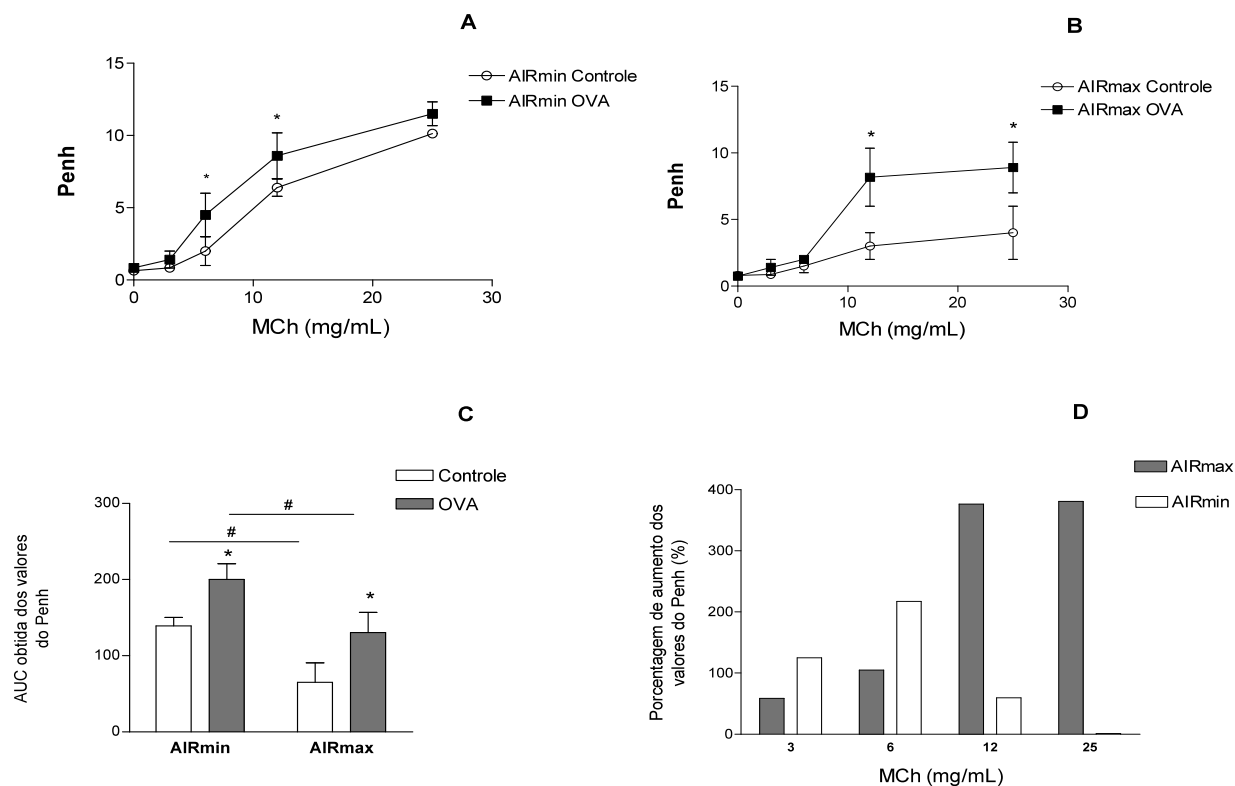 A
AIRmin Controle
AIRmin OVA
15
10
5
0
Penh
*
*
0
10
20
30
MCh (mg/mL)
B
AIRmax Controle
AIRmax OVA
15
10
5
0
Penh
*
*
0
10
20
30
MCh (mg/mL)
C
Controle
OVA
300
200
100
0
AUC obtida dos valores
do Penh
#
#
*
*
AIRmin
AIRmax
D
AIRmax
AIRmin
400
300
200
100
0
Porcentagem de aumento dos
valores do Penh (%)
3
6
12
25
MCh (mg/mL)